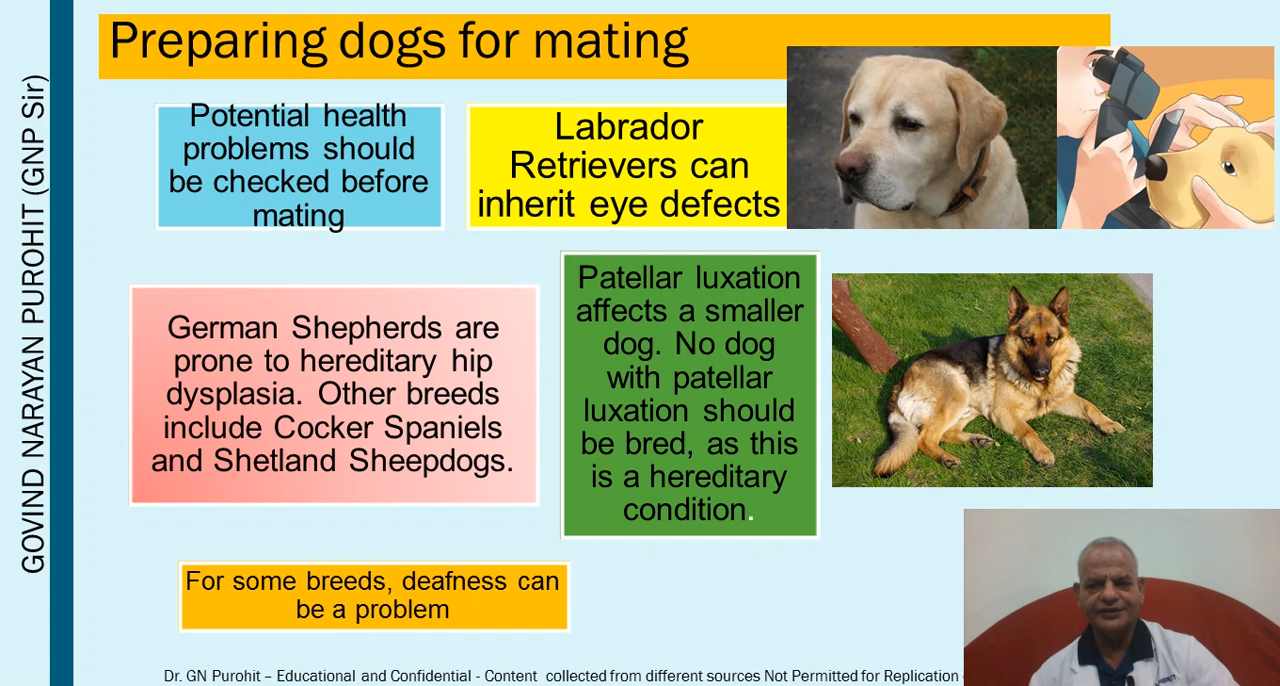 Preparing dogs for mating
GOVIND NARAYAN PUROHIT (GNP Sir)
Potential health
problems should
be checked before
mating
Labrador
Retrievers can
inherit eye defects
German Shepherds are
prone to hereditary hip
dysplasia. Other breeds
include Cocker Spaniels
and Shetland Sheepdogs.
Patellar luxation
affects a smaller
dog. No dog
with patellar
luxation should
be bred, as this
is a hereditary
condition.
For some breeds, deafness can
be a problem
Dr. GN Purohit – Educational and Confidential - Content collected from different sources Not Permitted for Replication